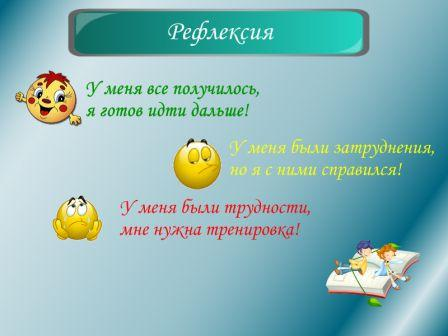 Рефлексия
У меня все получилось,
я готов идти дальше!
У меня были затруднения,
но я с ними справился!
У меня были трудности,
мне нужна тренировка!